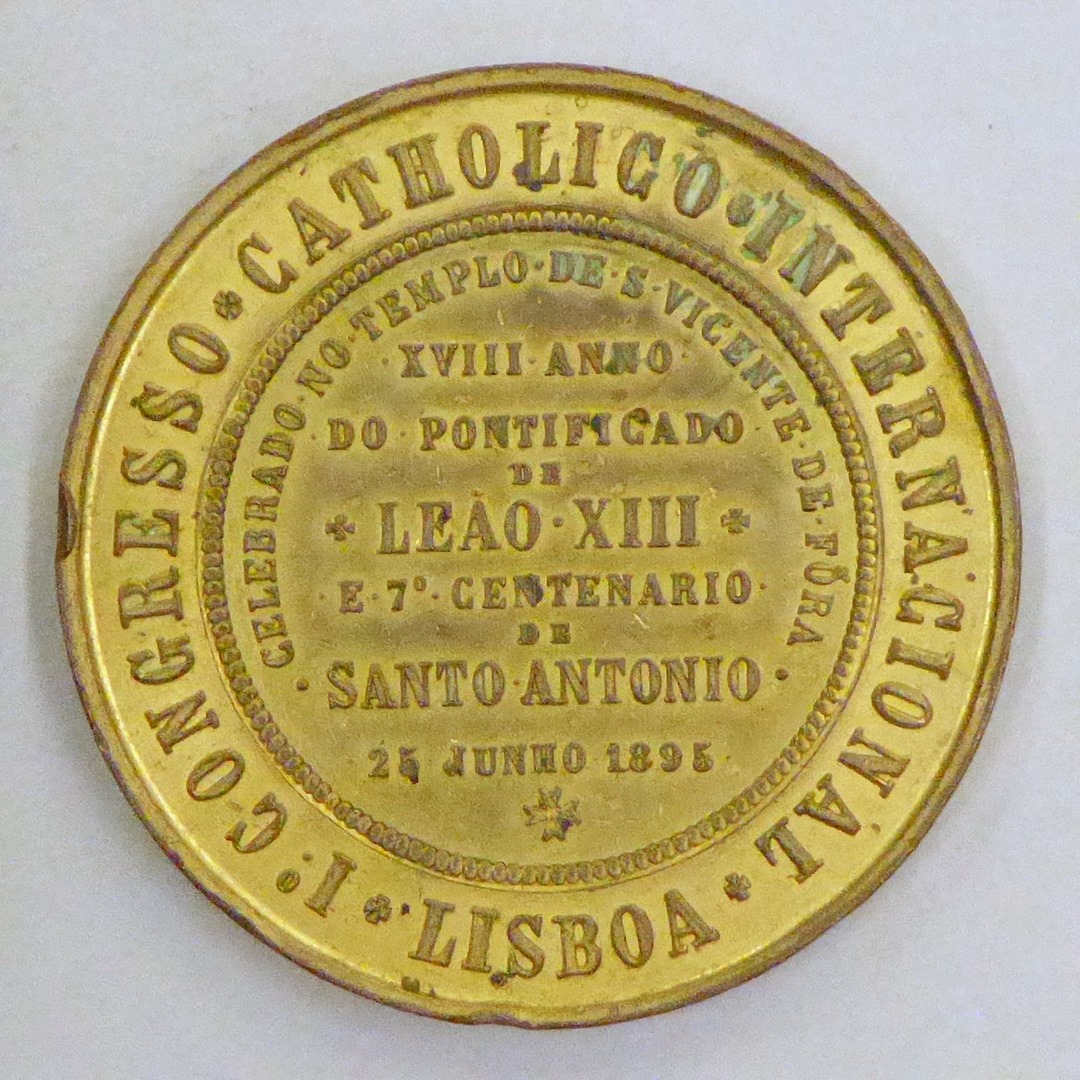 I º CONGRESSO CATHOLICO INTERNACIONAL
LISBOA
CELEBRADO·NO·TEMPLO·DE·S·VICENTE·DE·FÓRA
XVIII·ANNO
DO·PONTIFICADO
DE
LEÃO·XIII
E·7º·CENTENARIO
DE
SANTO·ANTONIO
25 JUNHO 1895